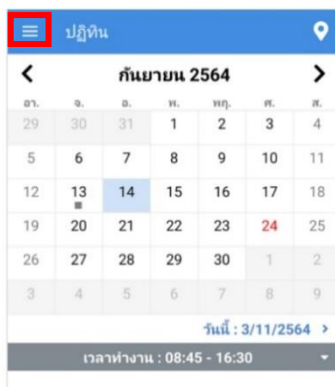 ปฏิทิน
กันยายน 2564
อา. จ. อ. พ. พฤ. ศ. ส.
29 30 31 1 2 3 4
5 6 7 8 9 10 11
12 13 14 15 16 17 18
19 20 21 22 23 24 25
26 27 28 29 30 1 2
3 4 5 6 7 8 9
วันนี้ : 3/11/2564
เวลาทำงาน : 08:45 - 16:30